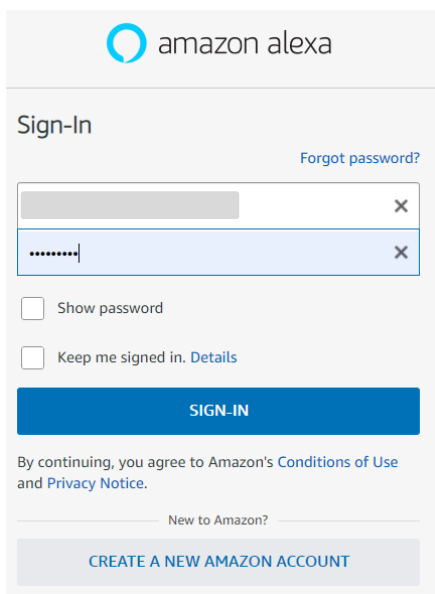 amazon alexa
Sign-In
Forgot password?
•••••••••
Show password
Keep me signed in. Details
SIGN-IN
By continuing, you agree to Amazon's Conditions of Use
and Privacy Notice.
New to Amazon?
CREATE A NEW AMAZON ACCOUNT